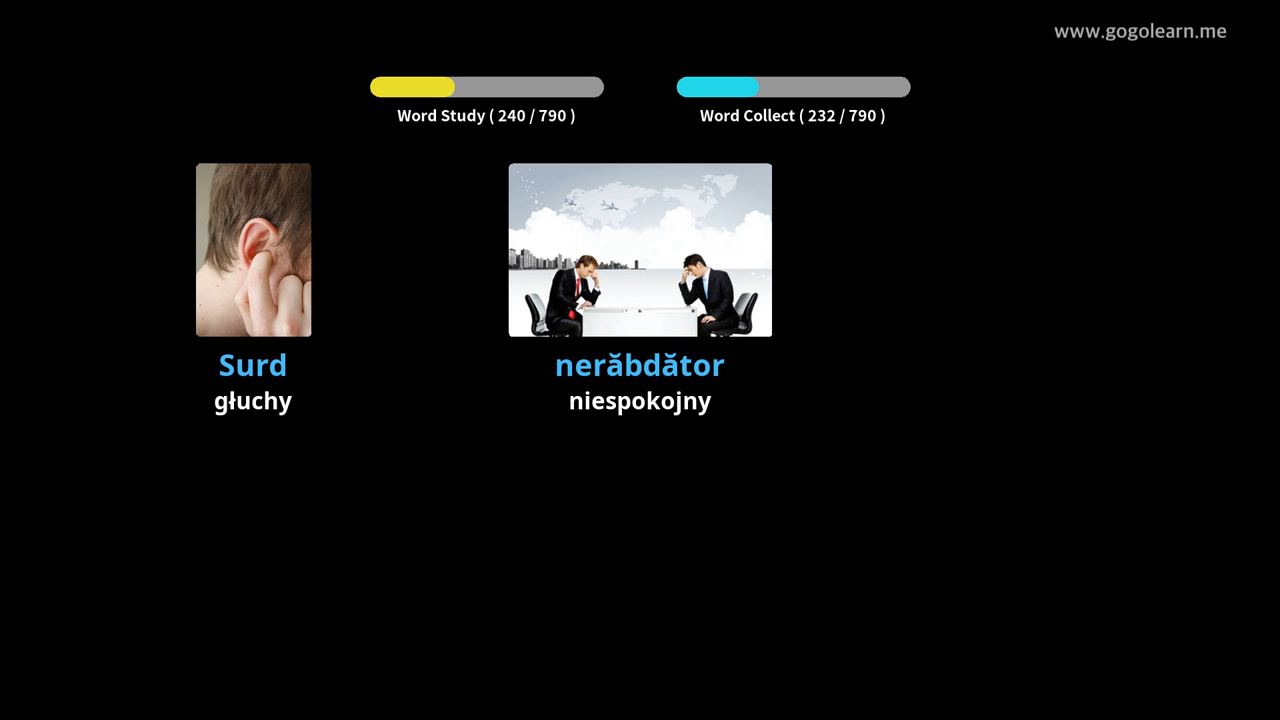 www.gogolearn.me
Word Study ( 240 / 790 )
Word Collect ( 232 / 790 )
Surd
głuchy
nerăbdător
niespokojny